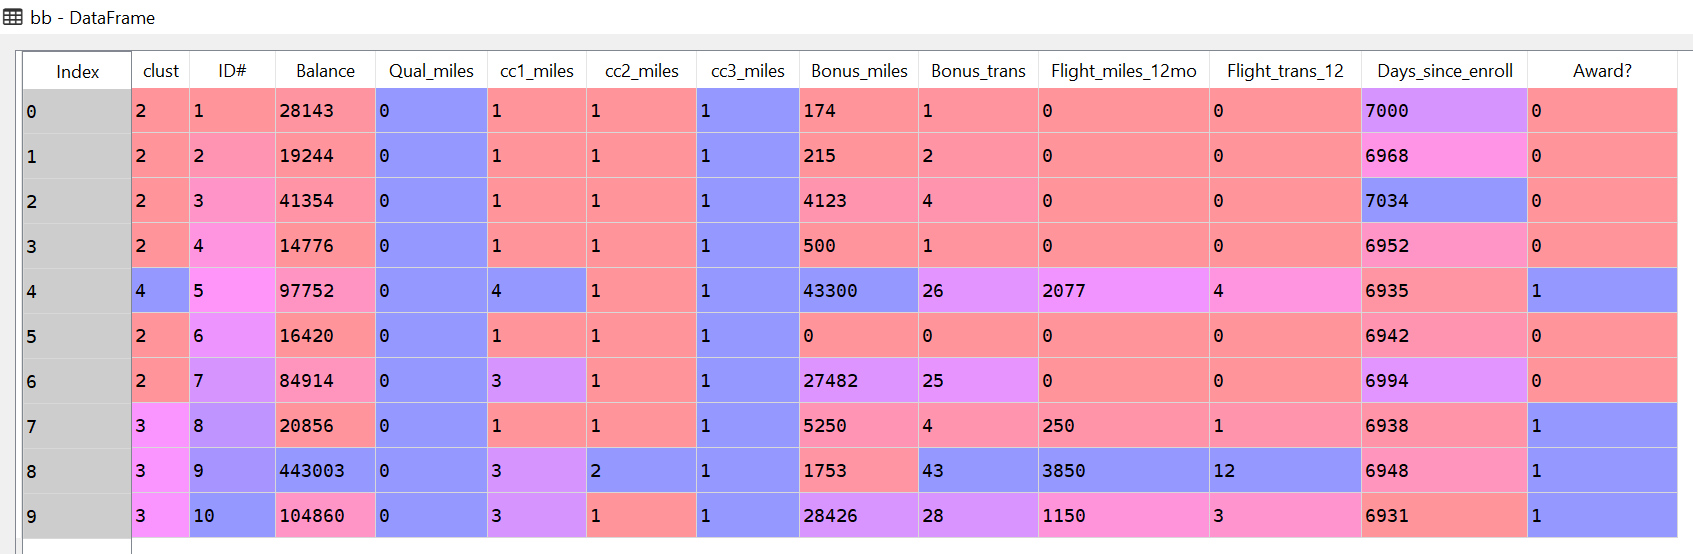 bb - DataFrame
Index clust ID# Balance Qual_miles cc1_miles cc2_miles cc3_miles Bonus_miles Bonus_trans Flight_miles_12mo Flight_trans_12 Days_since_enroll Award?
0 2 1 28143 0 1 1 1 174 1 0 0 7000 0
1 2 2 19244 0 1 1 1 215 2 0 0 6968 0
2 2 3 41354 0 1 1 1 4123 4 0 0 7034 0
3 2 4 14776 0 1 1 1 500 1 0 0 6952 0
4 4 5 97752 0 4 1 1 43300 26 2077 4 6935 1
5 2 6 16420 0 1 1 1 0 0 0 0 6942 0
6 2 7 84914 0 3 1 1 27482 25 0 0 6994 0
7 3 8 20856 0 1 1 1 5250 4 250 1 6938 1
8 3 9 443003 0 3 2 1 1753 43 3850 12 6948 1
9 3 10 104860 0 3 1 1 28426 28 1150 3 6931 1